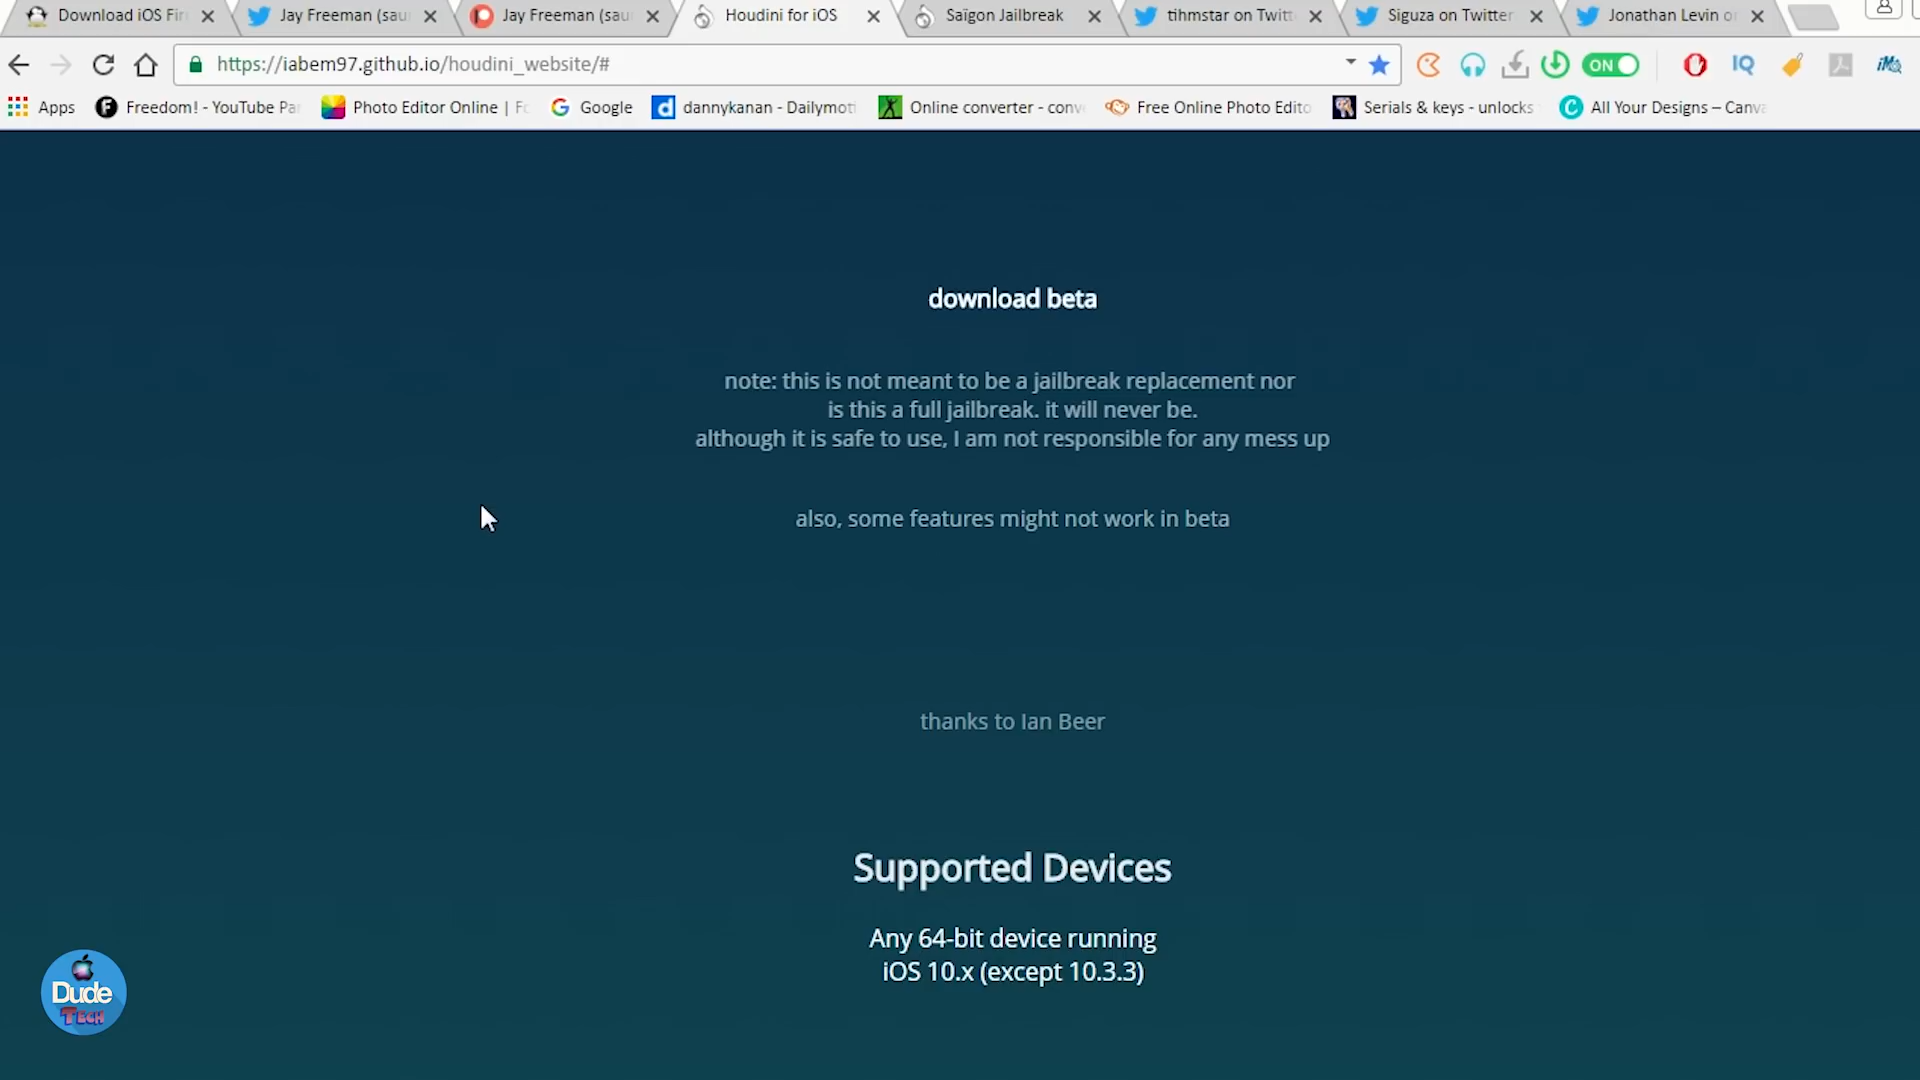 Download iOS Fir
Jay Freeman (sau
Jay Freeman (sau
Houdini for iOS
Saïgon Jailbreak
tihmstar on Twitt
Siguza on Twitter
Jonathan Levin o
https://iabem97.github.io/houdini_website/#
ON
IQ
Apps
Freedom! - YouTube Pa
Photo Editor Online | Fo
Google
dannykanan - Dailymoti
Online converter - conv
Free Online Photo Edito
Serials & keys - unlocks
All Your Designs – Canva
download beta
note: this is not meant to be a jailbreak replacement nor
is this a full jailbreak. it will never be.
although it is safe to use, I am not responsible for any mess up
also, some features might not work in beta
thanks to Ian Beer
Supported Devices
Any 64-bit device running
iOS 10.x (except 10.3.3)
Dude
TECH